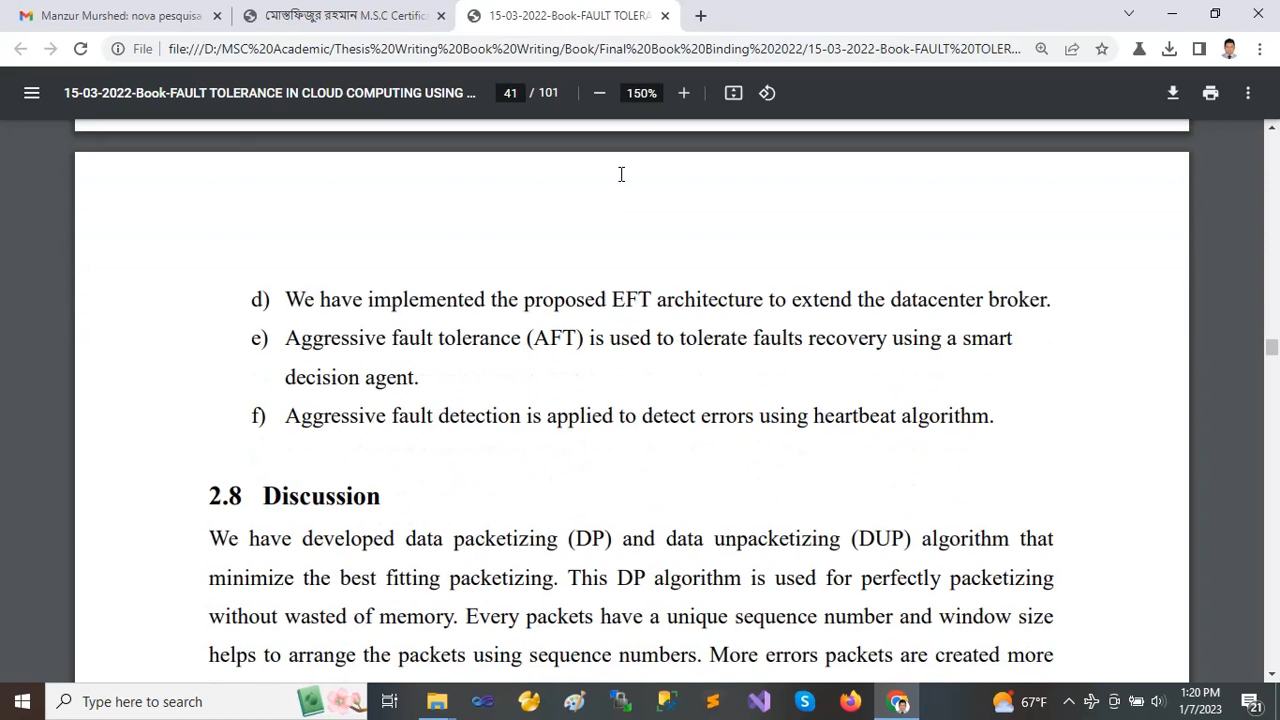 Manzur Murshed: nova pesquisa
মোস্তফিজুর রহমান M.S.C Certific
15-03-2022-Book-FAULT TOLERA
File
file:///D:/MSC%20Academic/Thesis%20Writing%20Book%20Writing/Book/Final%20Book%20Binding%202022/15-03-2022-Book-FAULT%20TOLER...
15-03-2022-Book-FAULT TOLERANCE IN CLOUD COMPUTING USING ...
41 / 101
150%
d) We have implemented the proposed EFT architecture to extend the datacenter broker.
e) Aggressive fault tolerance (AFT) is used to tolerate faults recovery using a smart
decision agent.
f) Aggressive fault detection is applied to detect errors using heartbeat algorithm.
2.8 Discussion
We have developed data packetizing (DP) and data unpacketizing (DUP) algorithm that
minimize the best fitting packetizing. This DP algorithm is used for perfectly packetizing
without wasted of memory. Every packets have a unique sequence number and window size
helps to arrange the packets using sequence numbers. More errors packets are created more
Type here to search
67°F
1:20 PM
1/7/2023
21